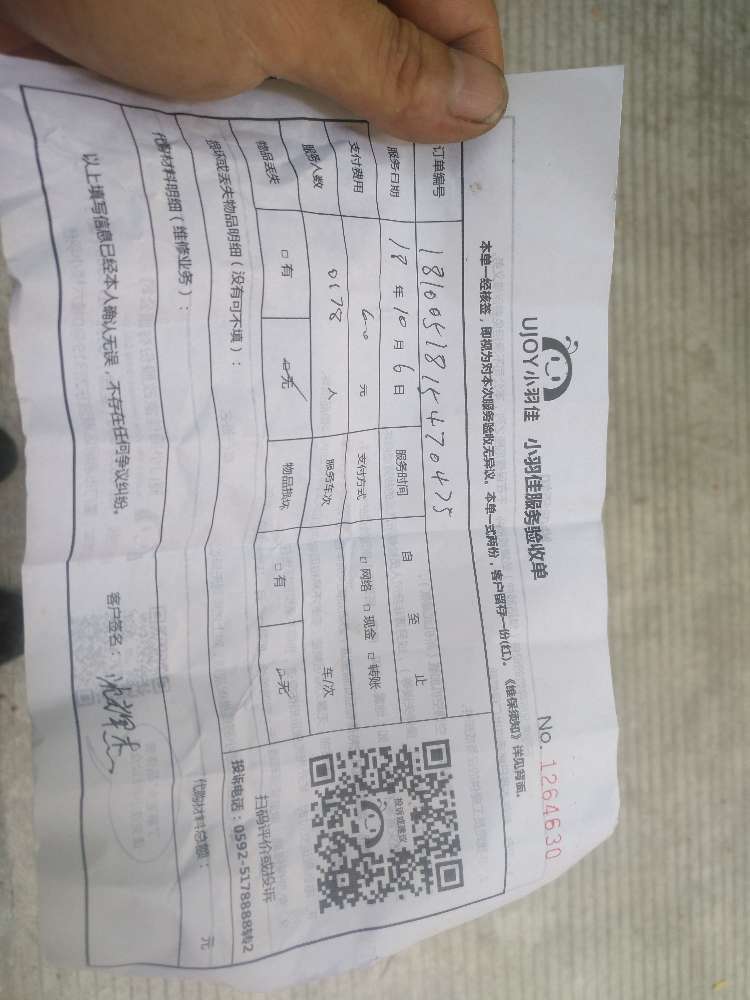 UJOY小羽佳 小羽佳服务验收单
No. 1264630
本单一经核签，即视为对本次服务验收无异议。本单一式两份，客户留存一份(红)。《维保须知》详见背面。
订单编号 181005181547 0475
服务日期 18 年 10 月 6 日 服务时间 自 至 止
支付费用 600 元 支付方式 □网络 □现金 □转账
服务人数 0178 人 服务车次 车/次
物品丢失 □有 □无 物品损坏 □有 □无
投诉或建议
扫码评价或投诉
投诉电话：0592-5178888转2
损坏或丢失物品明细（没有可不填）：
代购材料明细（维修业务）： 代购材料总额： 元
以上填写信息已经本人确认无误，不存在任何争议纠纷。 客户签名：